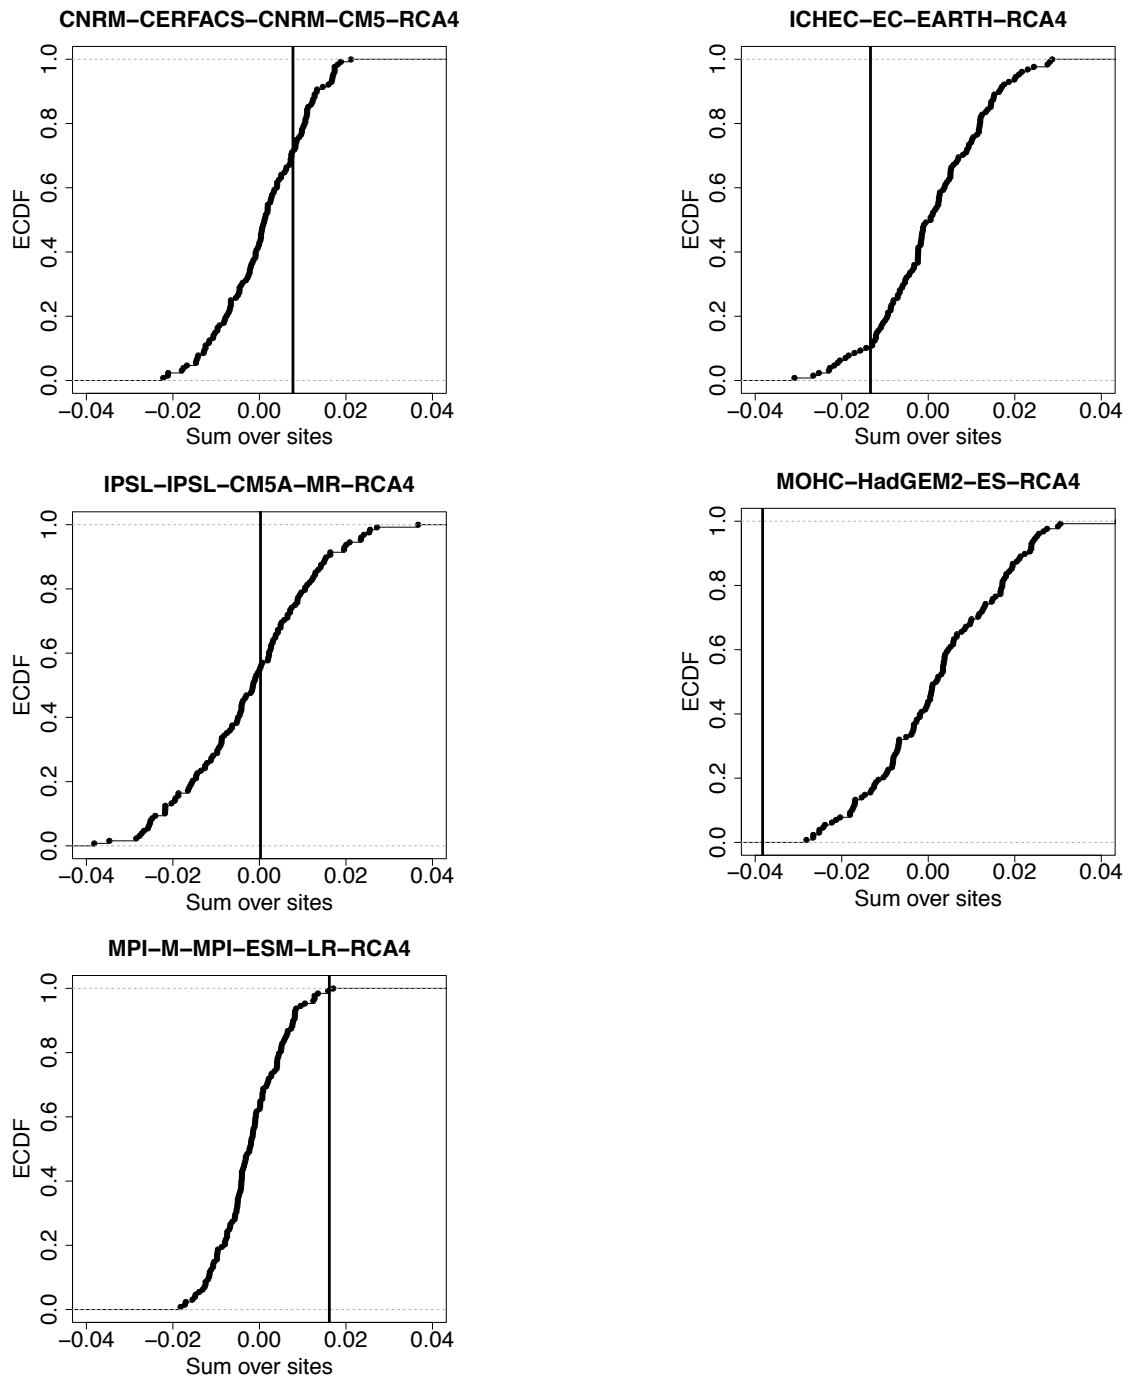 CNRM−CERFACS−CNRM−CM5−RCA4
ECDF
0.0 0.2 0.4 0.6 0.8 1.0
−0.04 −0.02 0.00 0.02 0.04
Sum over sites
ICHEC−EC−EARTH−RCA4
ECDF
0.0 0.2 0.4 0.6 0.8 1.0
−0.04 −0.02 0.00 0.02 0.04
Sum over sites
IPSL−IPSL−CM5A−MR−RCA4
ECDF
0.0 0.2 0.4 0.6 0.8 1.0
−0.04 −0.02 0.00 0.02 0.04
Sum over sites
MOHC−HadGEM2−ES−RCA4
ECDF
0.0 0.2 0.4 0.6 0.8 1.0
−0.04 −0.02 0.00 0.02 0.04
Sum over sites
MPI−M−MPI−ESM−LR−RCA4
ECDF
0.0 0.2 0.4 0.6 0.8 1.0
−0.04 −0.02 0.00 0.02 0.04
Sum over sites